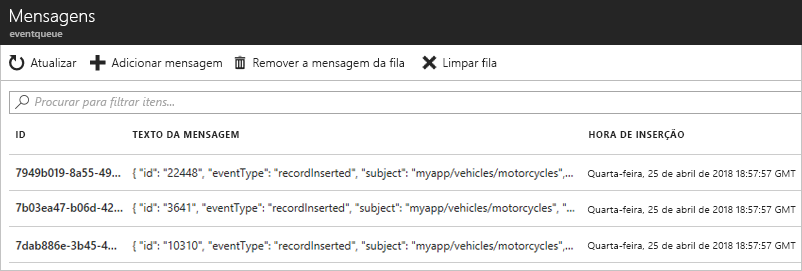 Mensagens
eventqueue
Atualizar Adicionar mensagem Remover a mensagem da fila Limpar fila
Procurar para filtrar itens...
ID TEXTO DA MENSAGEM HORA DE INSERÇÃO
7949b019-8a55-49... { "id": "22448", "eventType": "recordInserted", "subject": "myapp/vehicles/motorcycles",... Quarta-feira, 25 de abril de 2018 18:57:57 GMT
7b03ea47-b06d-42... { "id": "3641", "eventType": "recordInserted", "subject": "myapp/vehicles/motorcycles", "... Quarta-feira, 25 de abril de 2018 18:57:57 GMT
7dab886e-3b45-4... { "id": "10310", "eventType": "recordInserted", "subject": "myapp/vehicles/motorcycles",... Quarta-feira, 25 de abril de 2018 18:57:57 GMT